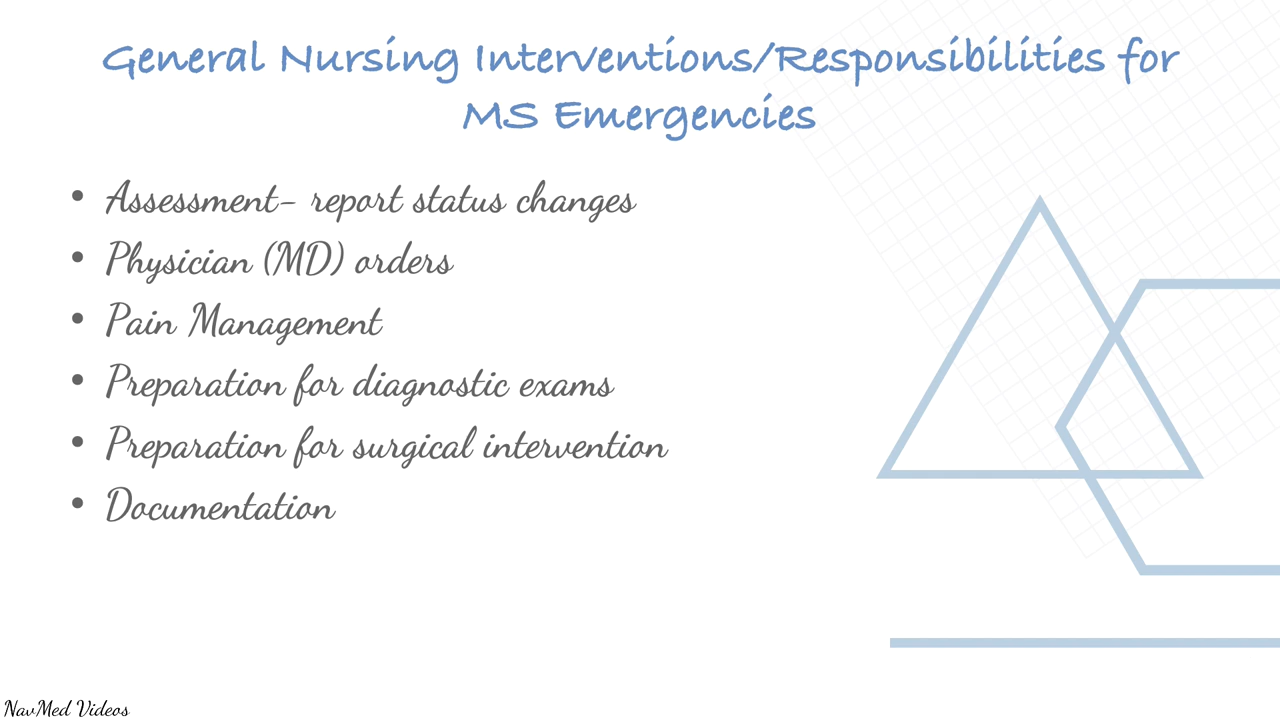 General Nursing Interventions/Responsibilities for
MS Emergencies
• Assessment- report status changes
• Physician (MD) orders
• Pain Management
• Preparation for diagnostic exams
• Preparation for surgical intervention
• Documentation
NavMed Videos